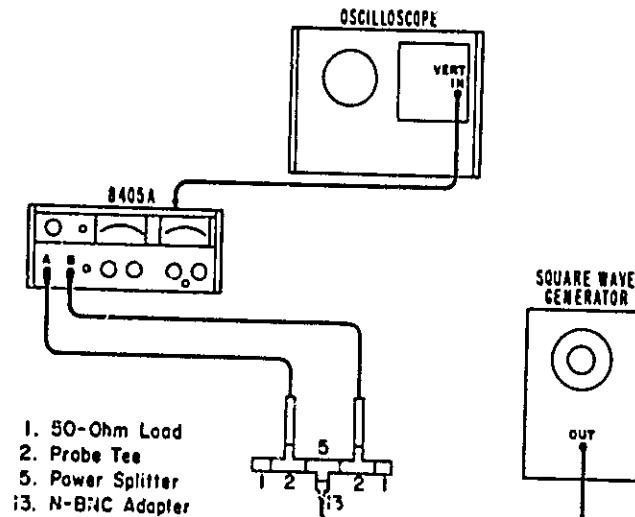 OSCILLOSCOPE
VERT
IN
8405A
A B
SQUARE WAVE
GENERATOR
OUT
1. 50-Ohm Load
2. Probe Tee
5. Power Splitter
13. N-BNC Adapter
5
1 2 2 1
13